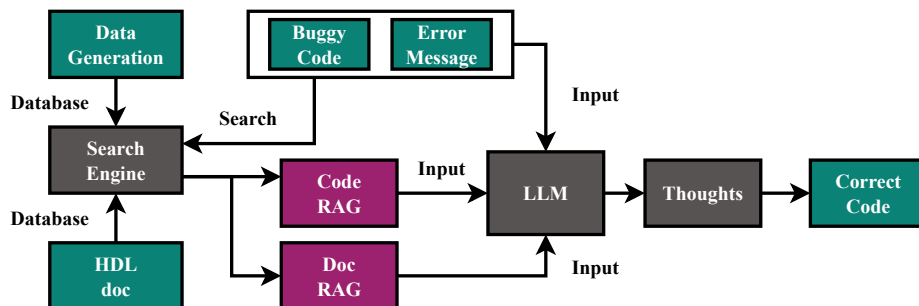 Data
Generation
Buggy
Code
Error
Message
Database
Search
Input
Search
Engine
Code
RAG
Input
LLM
Thoughts
Correct
Code
Database
HDL
doc
Doc
RAG
Input